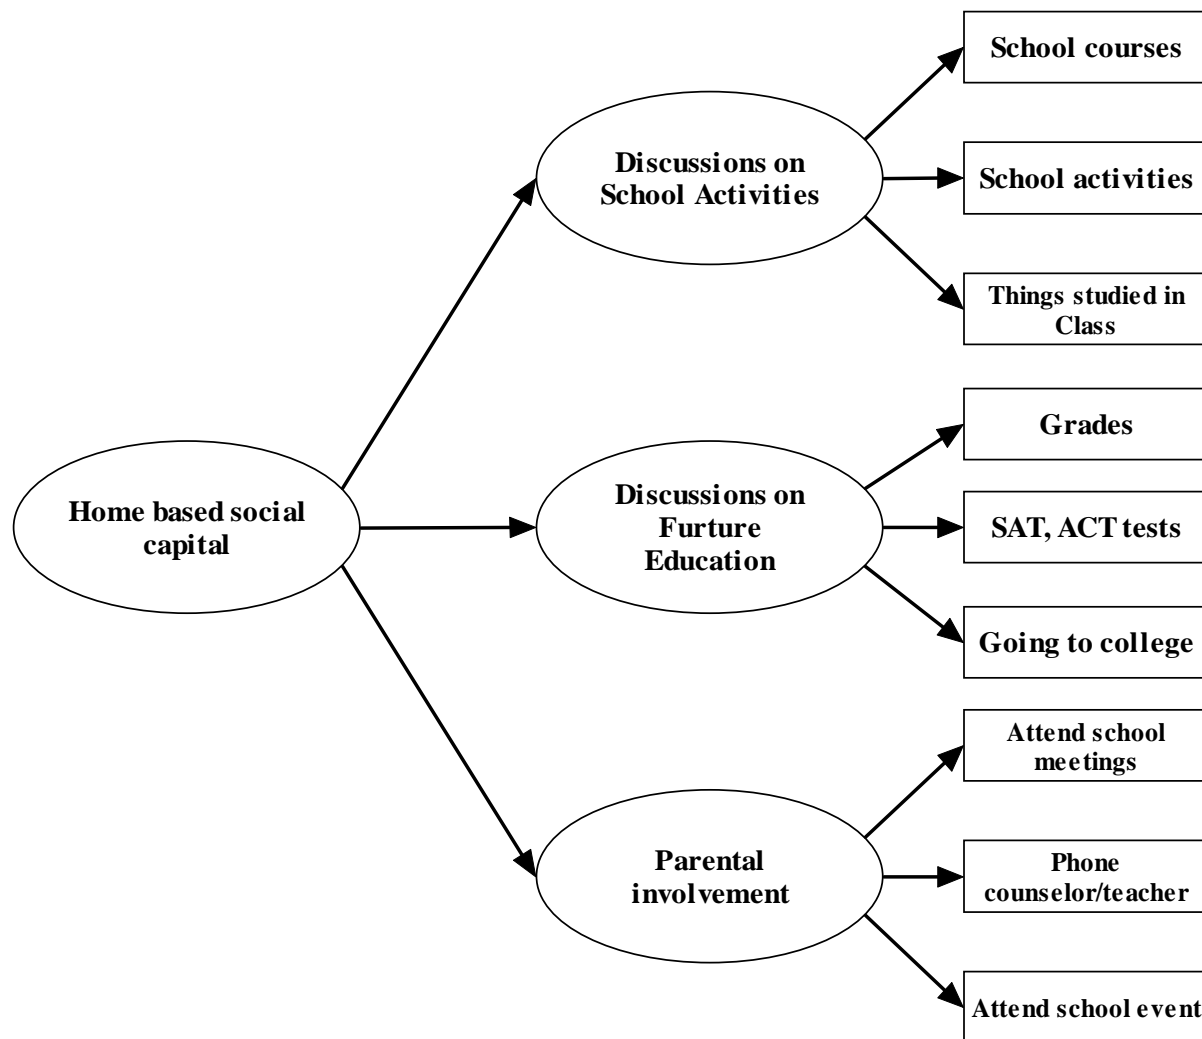 School courses
Discussions on
School Activities
School activities
Things studied in
Class
Grades
Home based social
capital
Discussions on
Furture
Education
SAT, ACT tests
Going to college
Attend school
meetings
Parental
involvement
Phone
counselor/teacher
Attend school event